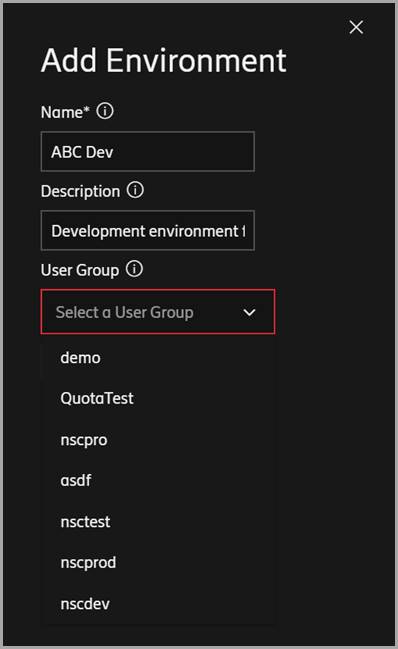 Add Environment
Name*
ABC Dev
Description
Development environment
User Group
Select a User Group
demo
QuotaTest
nscpro
asdf
nsctest
nscprod
nscdev